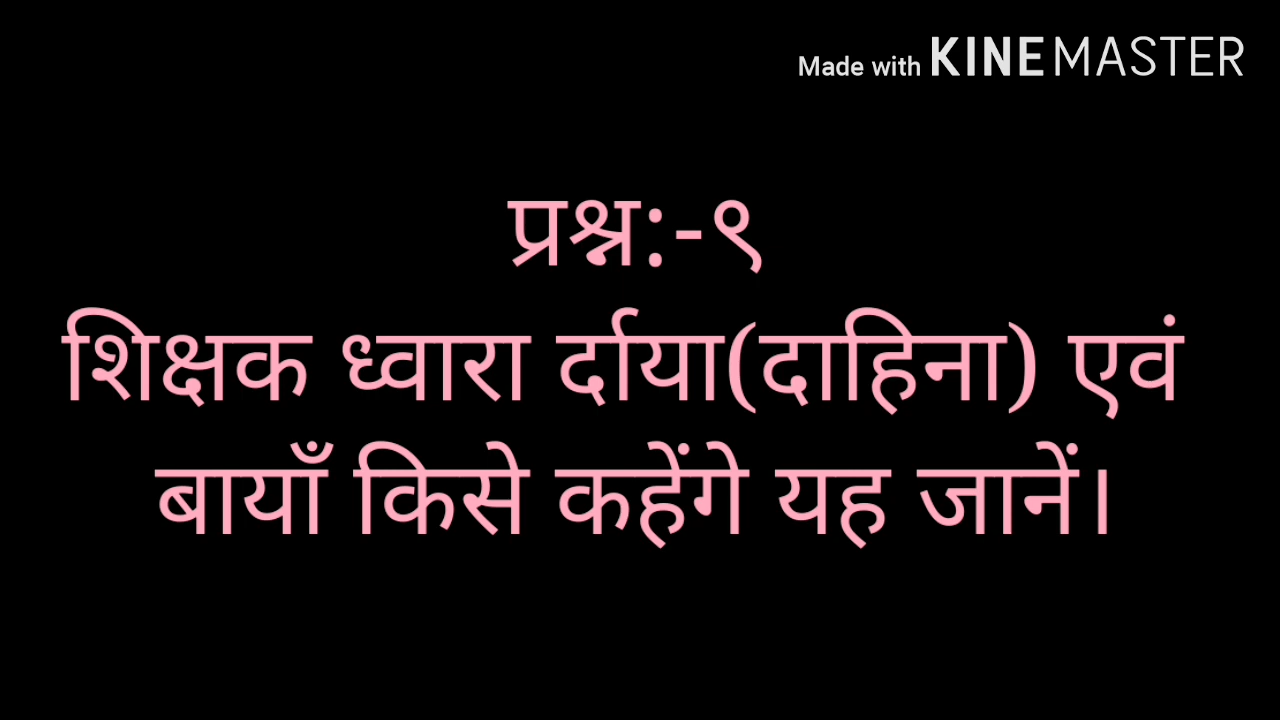 Made with KINEMASTER
प्रश्न:-९
शिक्षक ध्वारा र्दाया(दाहिना) एवं
बायाँ किसे कहेंगे यह जानें।